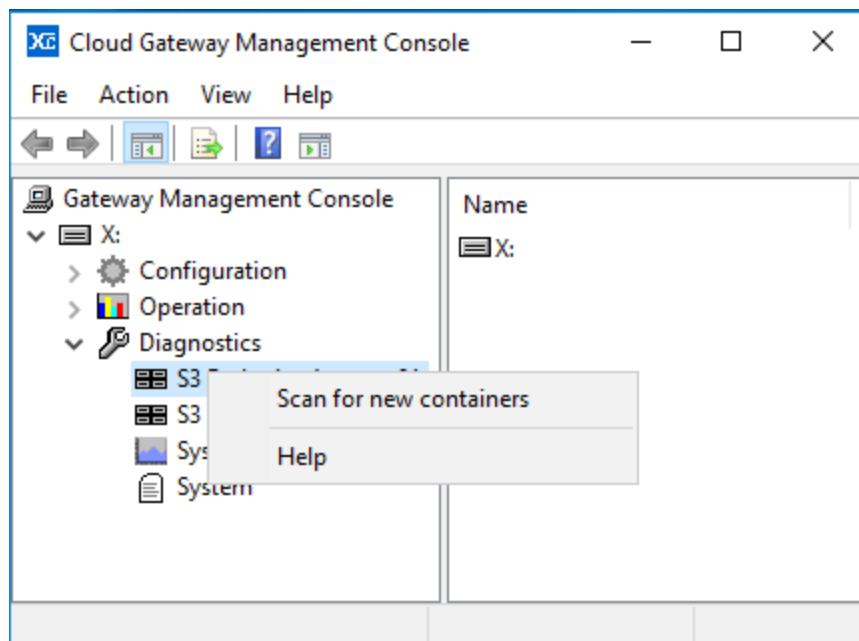 XG Cloud Gateway Management Console
File Action View Help
Gateway Management Console
Name
X:
X:
Configuration
Operation
Diagnostics
S3
Scan for new containers
S3
Help
System